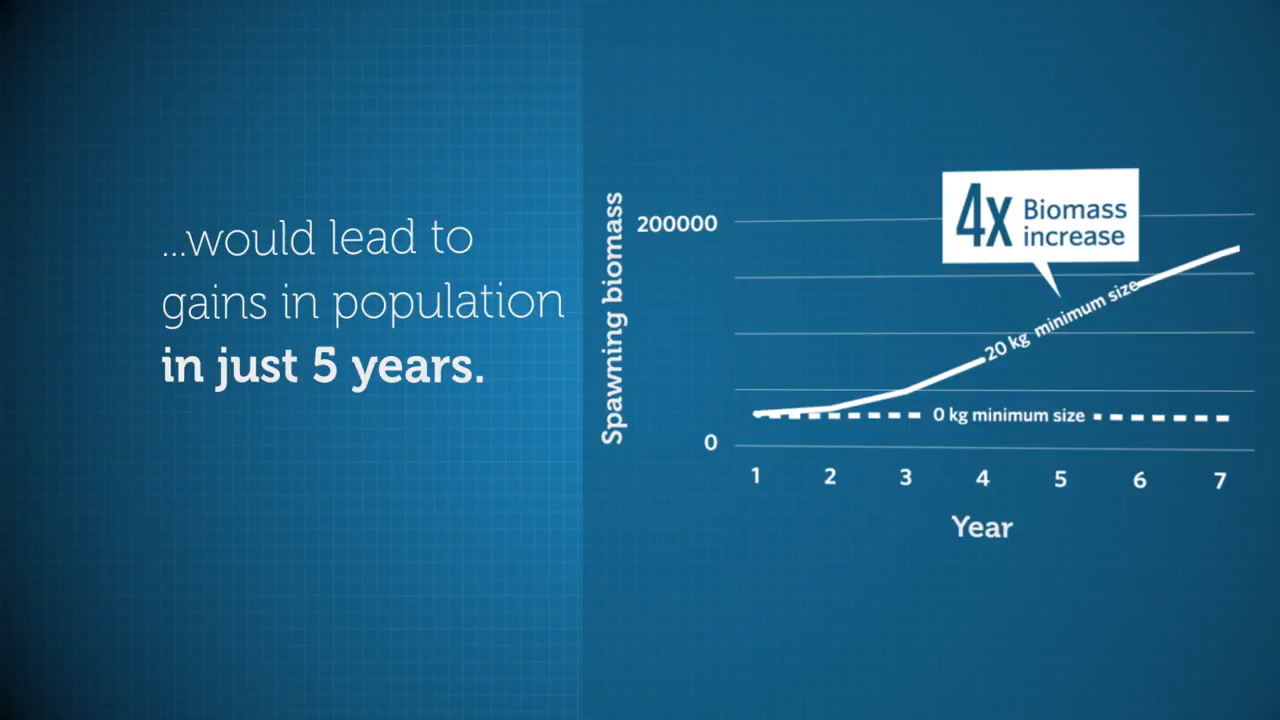 ...would lead to
gains in population
in just 5 years.
Spawning biomass
200000
0
4x Biomass
increase
20 kg minimum size
0 kg minimum size
1 2 3 4 5 6 7
Year